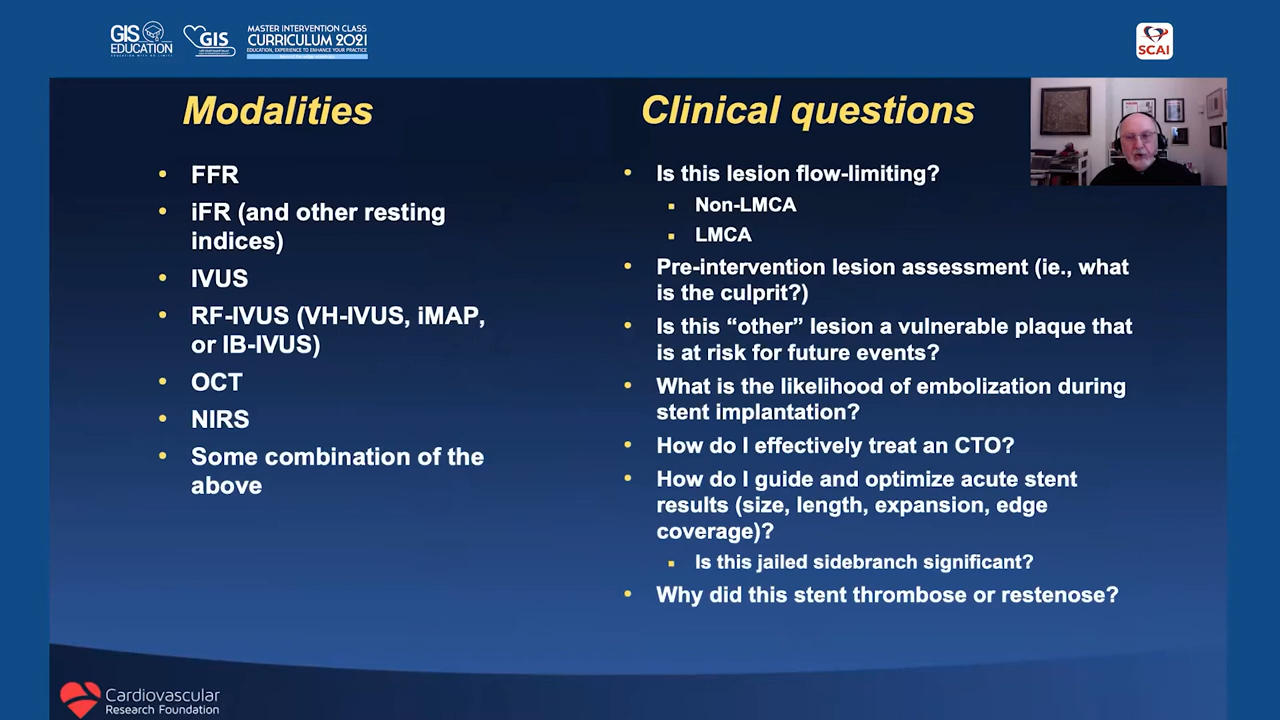 GIS
EDUCATION
GIS
MASTER INTERVENTION CLASS
CURRICULUM 2021
EDUCATION, EXPERIENCE TO ENHANCE YOUR PRACTICE
SCAI
Modalities
• FFR
• iFR (and other resting
indices)
• IVUS
• RF-IVUS (VH-IVUS, iMAP,
or IB-IVUS)
• OCT
• NIRS
• Some combination of the
above
Clinical questions
• Is this lesion flow-limiting?
▪ Non-LMCA
▪ LMCA
• Pre-intervention lesion assessment (ie., what
is the culprit?)
• Is this “other” lesion a vulnerable plaque that
is at risk for future events?
• What is the likelihood of embolization during
stent implantation?
• How do I effectively treat an CTO?
• How do I guide and optimize acute stent
results (size, length, expansion, edge
coverage)?
▪ Is this jailed sidebranch significant?
• Why did this stent thrombose or restenose?
Cardiovascular
Research Foundation